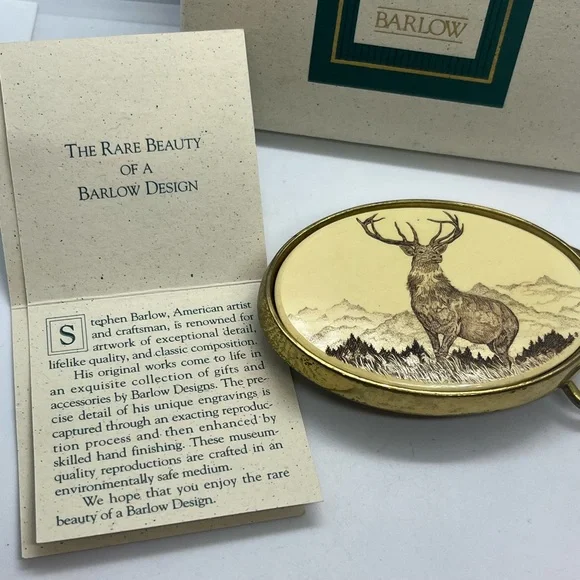 BARLOW
THE RARE BEAUTY
OF A
BARLOW DESIGN
Stephen Barlow, American artist
and craftsman, is renowned for
artwork of exceptional detail,
lifelike quality, and classic composition.
His original works come to life in
an exquisite collection of gifts and
accessories by Barlow Designs. The pre-
cise detail of his unique engravings is
captured through an exacting reproduc-
tion process and then enhanced by
skilled hand finishing. These museum-
quality reproductions are crafted in an
environmentally safe medium.
We hope that you enjoy the rare
beauty of a Barlow Design.